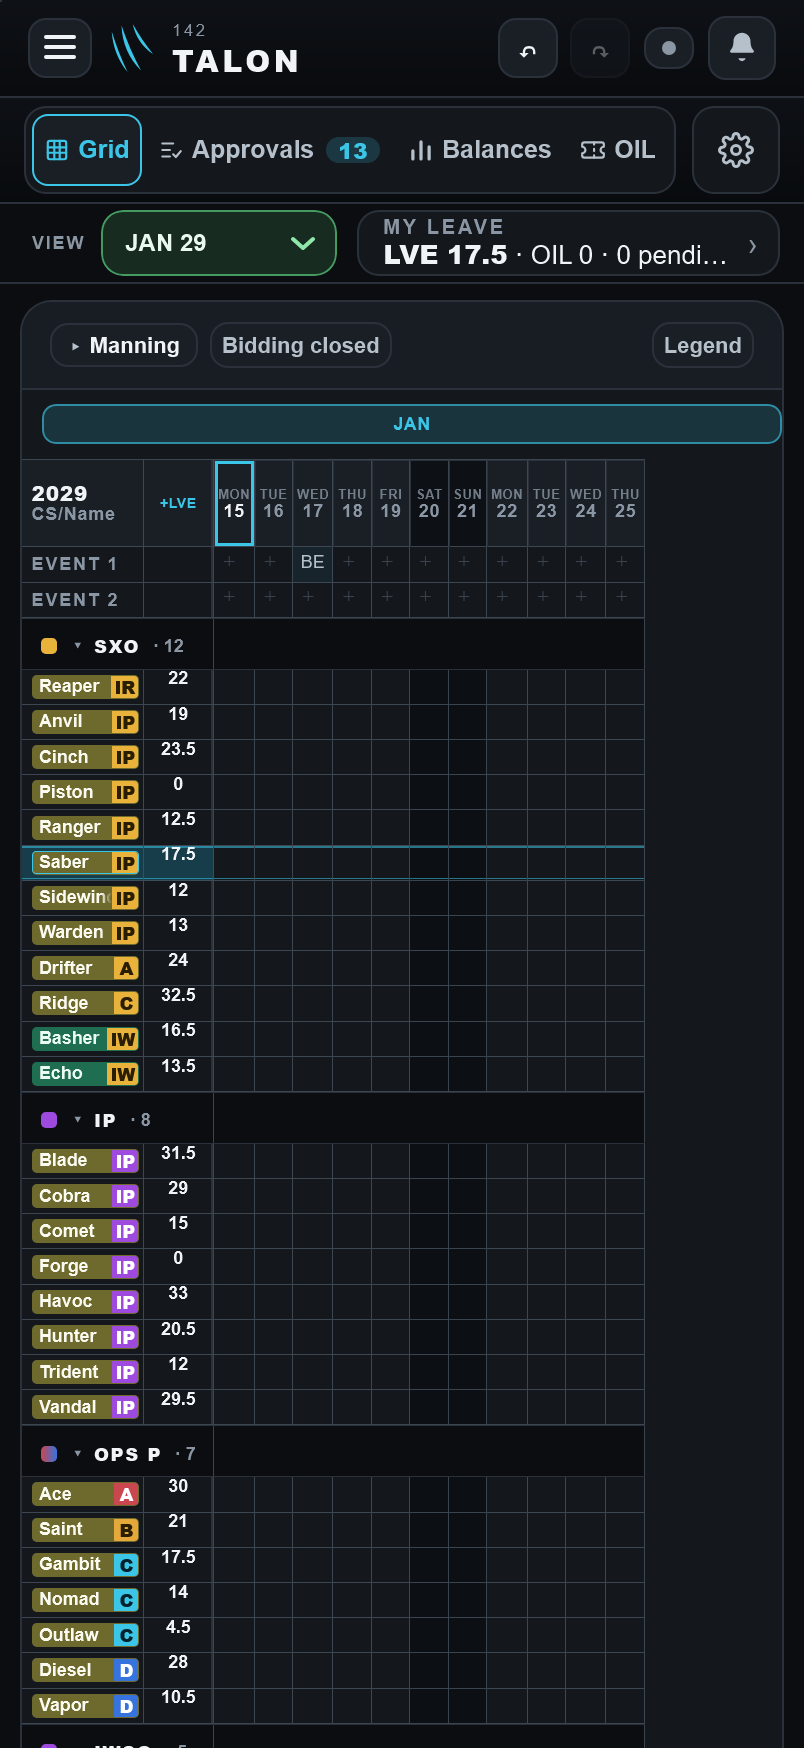 142
TALON
Grid
Approvals 13
Balances
OIL
VIEW
JAN 29
MY LEAVE
LVE 17.5 · OIL 0 · 0 pendi…
Manning
Bidding closed
Legend
JAN
2029
CS/Name
+LVE
MON 15
TUE 16
WED 17
THU 18
FRI 19
SAT 20
SUN 21
MON 22
TUE 23
WED 24
THU 25
EVENT 1 + + BE + + + + + + + +
EVENT 2 + + + + + + + + + + +
SXO · 12
Reaper IR 22
Anvil IP 19
Cinch IP 23.5
Piston IP 0
Ranger IP 12.5
Saber IP 17.5
Sidewin IP 12
Warden IP 13
Drifter A 24
Ridge C 32.5
Basher IW 16.5
Echo IW 13.5
IP · 8
Blade IP 31.5
Cobra IP 29
Comet IP 15
Forge IP 0
Havoc IP 33
Hunter IP 20.5
Trident IP 12
Vandal IP 29.5
OPS P · 7
Ace A 30
Saint B 21
Gambit C 17.5
Nomad C 14
Outlaw C 4.5
Diesel D 28
Vapor D 10.5